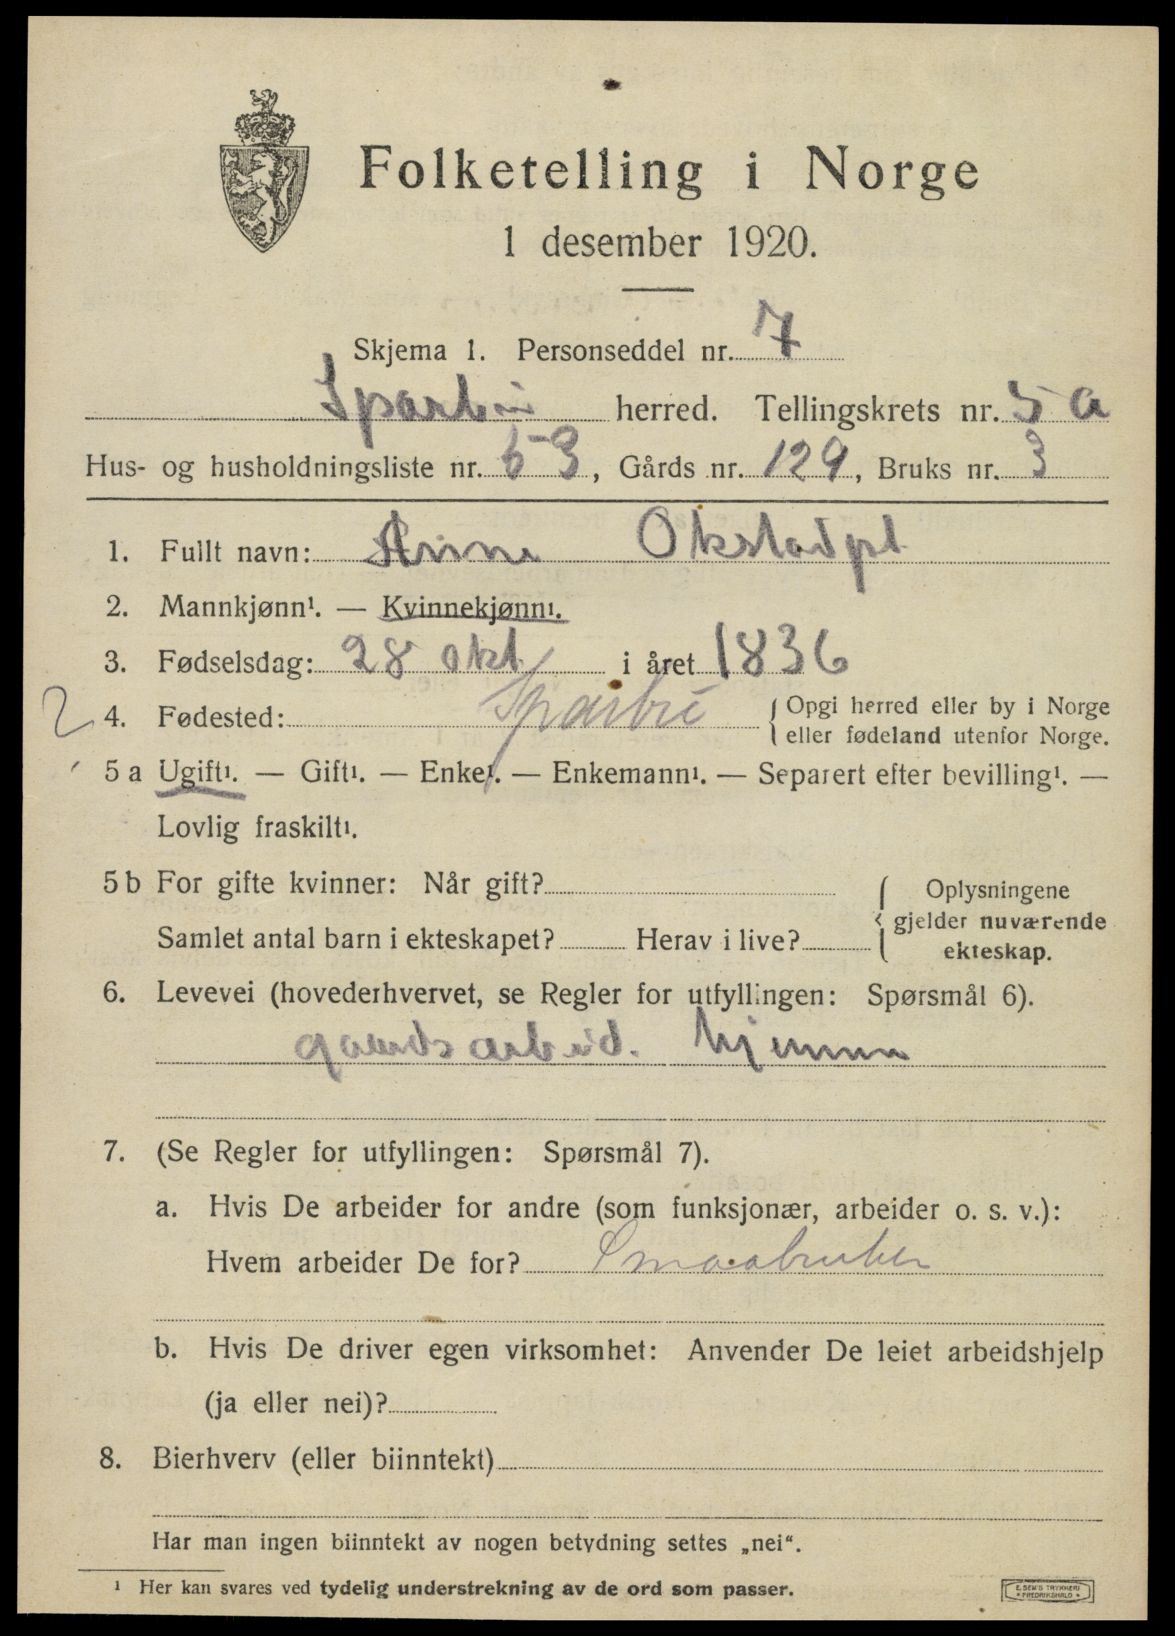 Folketelling i Norge
1 desember 1920.
Skjema 1. Personseddel nr. 7
Sparbu herred. Tellingskrets nr. 5 a
Hus- og husholdningsliste nr. 53, Gårds nr. 129, Bruks nr. 3
1. Fullt navn: Anne Okstadpl
2. Mannkjønn¹. — Kvinnekjønn¹.
3. Fødselsdag: 28 okt i året 1836
2 4. Fødested: Sparbu { Opgi herred eller by i Norge
eller fødeland utenfor Norge.
5 a Ugift¹. — Gift¹. — Enke¹. — Enkemann¹. — Separert efter bevilling¹. —
Lovlig fraskilt¹.
5 b For gifte kvinner: Når gift?
Samlet antal barn i ekteskapet? Herav i live?
{ Oplysningene
gjelder nuværende
ekteskap.
6. Levevei (hovederhvervet, se Regler for utfyllingen: Spørsmål 6).
gaardsarbeid. hjemme
7. (Se Regler for utfyllingen: Spørsmål 7).
a. Hvis De arbeider for andre (som funksjonær, arbeider o. s. v.):
Hvem arbeider De for? Smaabruker
b. Hvis De driver egen virksomhet: Anvender De leiet arbeidshjelp
(ja eller nei)?
8. Bierhverv (eller biinntekt)
Har man ingen biinntekt av nogen betydning settes „nei“.
¹ Her kan svares ved tydelig understrekning av de ord som passer.
E. SEM'S TRYKKERI
FREDRIKSHALD